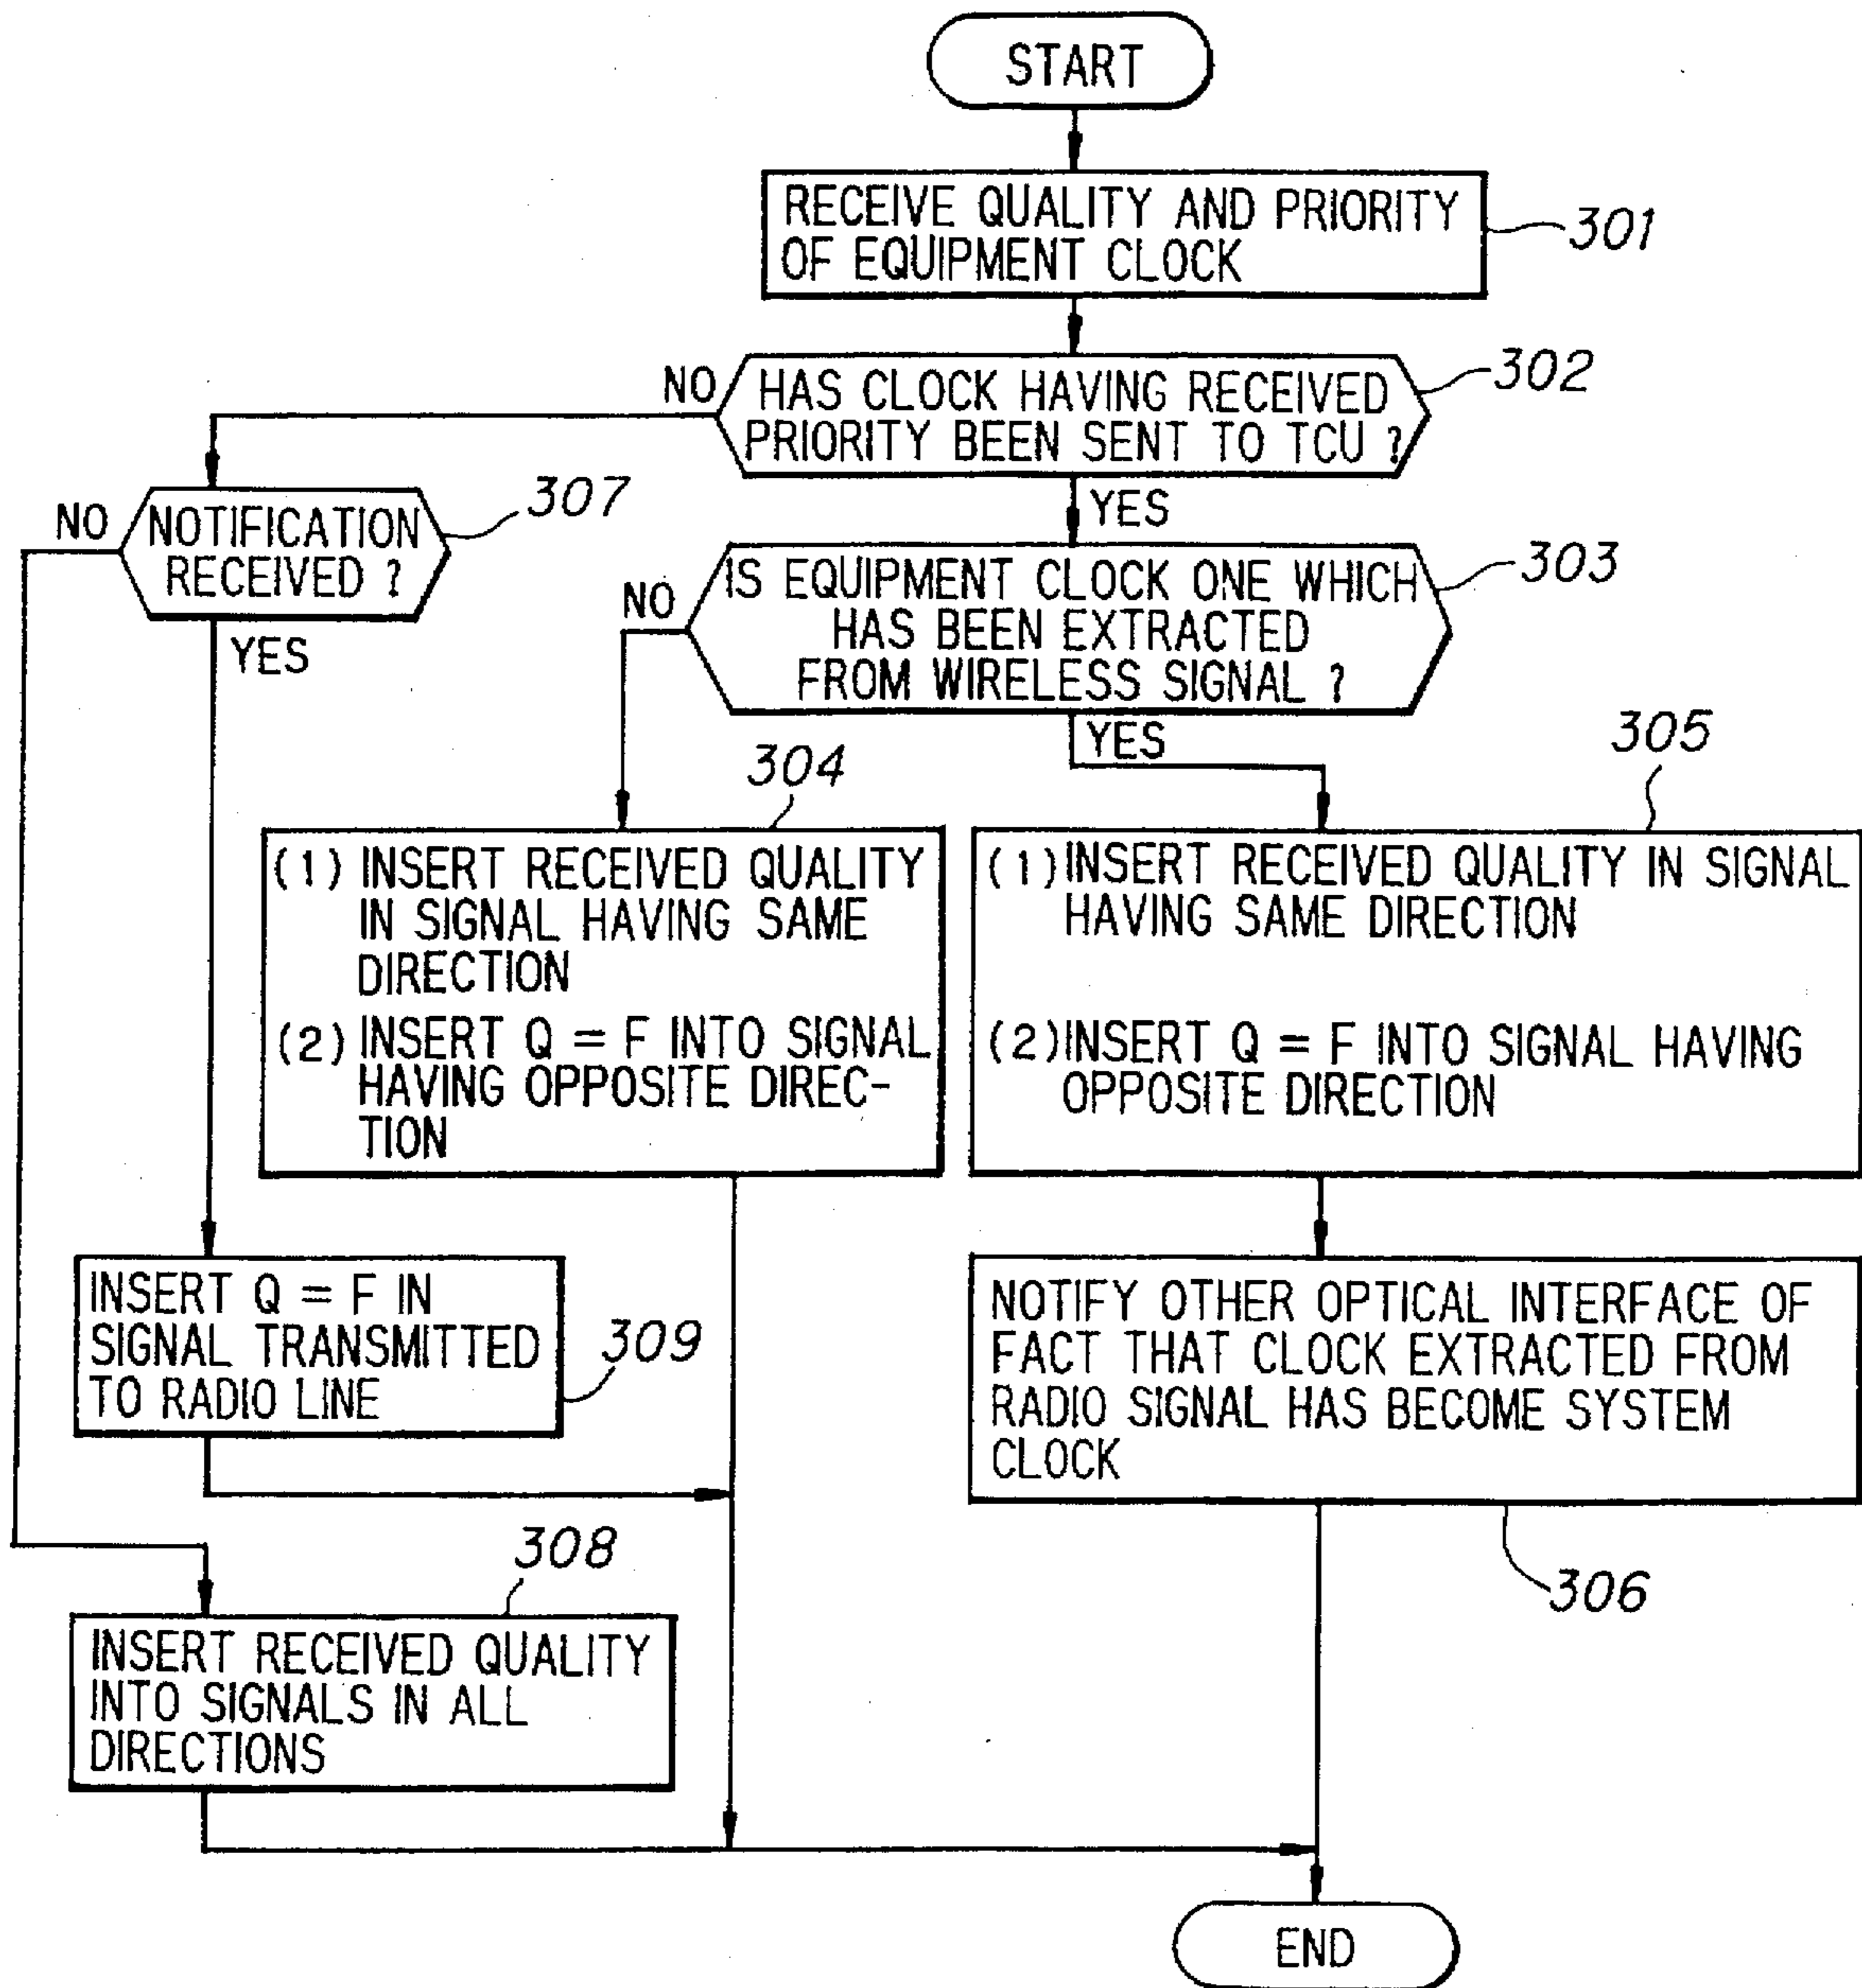 START
RECEIVE QUALITY AND PRIORITY
OF EQUIPMENT CLOCK
301
HAS CLOCK HAVING RECEIVED
PRIORITY BEEN SENT TO TCU ?
302
NO
YES
NOTIFICATION
RECEIVED ?
307
NO
YES
IS EQUIPMENT CLOCK ONE WHICH
HAS BEEN EXTRACTED
FROM WIRELESS SIGNAL ?
303
NO
YES
304
(1) INSERT RECEIVED QUALITY
IN SIGNAL HAVING SAME
DIRECTION
(2) INSERT Q = F INTO SIGNAL
HAVING OPPOSITE DIREC-
TION
305
(1) INSERT RECEIVED QUALITY IN SIGNAL
HAVING SAME DIRECTION
(2) INSERT Q = F INTO SIGNAL HAVING
OPPOSITE DIRECTION
INSERT Q = F IN
SIGNAL TRANSMITTED
TO RADIO LINE
309
NOTIFY OTHER OPTICAL INTERFACE OF
FACT THAT CLOCK EXTRACTED FROM
RADIO SIGNAL HAS BECOME SYSTEM
CLOCK
306
308
INSERT RECEIVED QUALITY
INTO SIGNALS IN ALL
DIRECTIONS
END